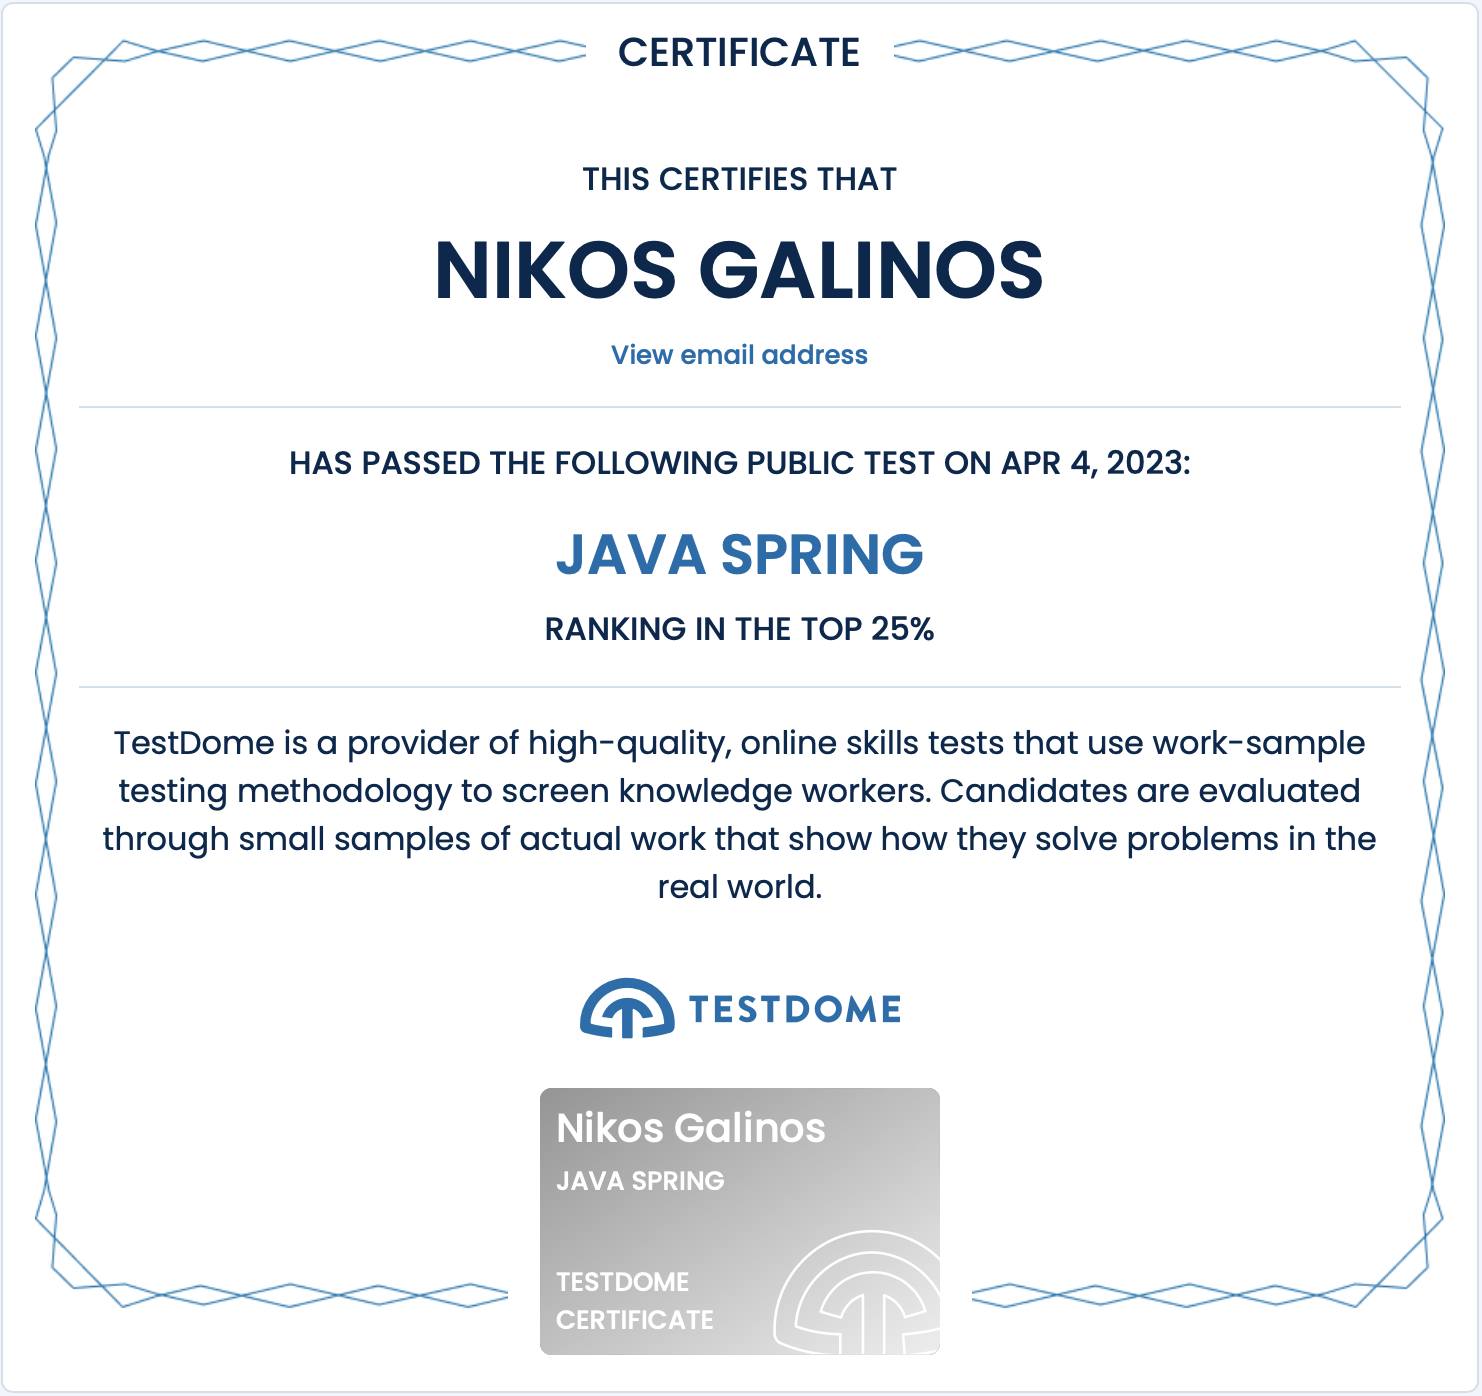 CERTIFICATE
THIS CERTIFIES THAT
NIKOS GALINOS
View email address
HAS PASSED THE FOLLOWING PUBLIC TEST ON APR 4, 2023:
JAVA SPRING
RANKING IN THE TOP 25%
TestDome is a provider of high-quality, online skills tests that use work-sample
testing methodology to screen knowledge workers. Candidates are evaluated
through small samples of actual work that show how they solve problems in the
real world.
TESTDOME
Nikos Galinos
JAVA SPRING
TESTDOME
CERTIFICATE